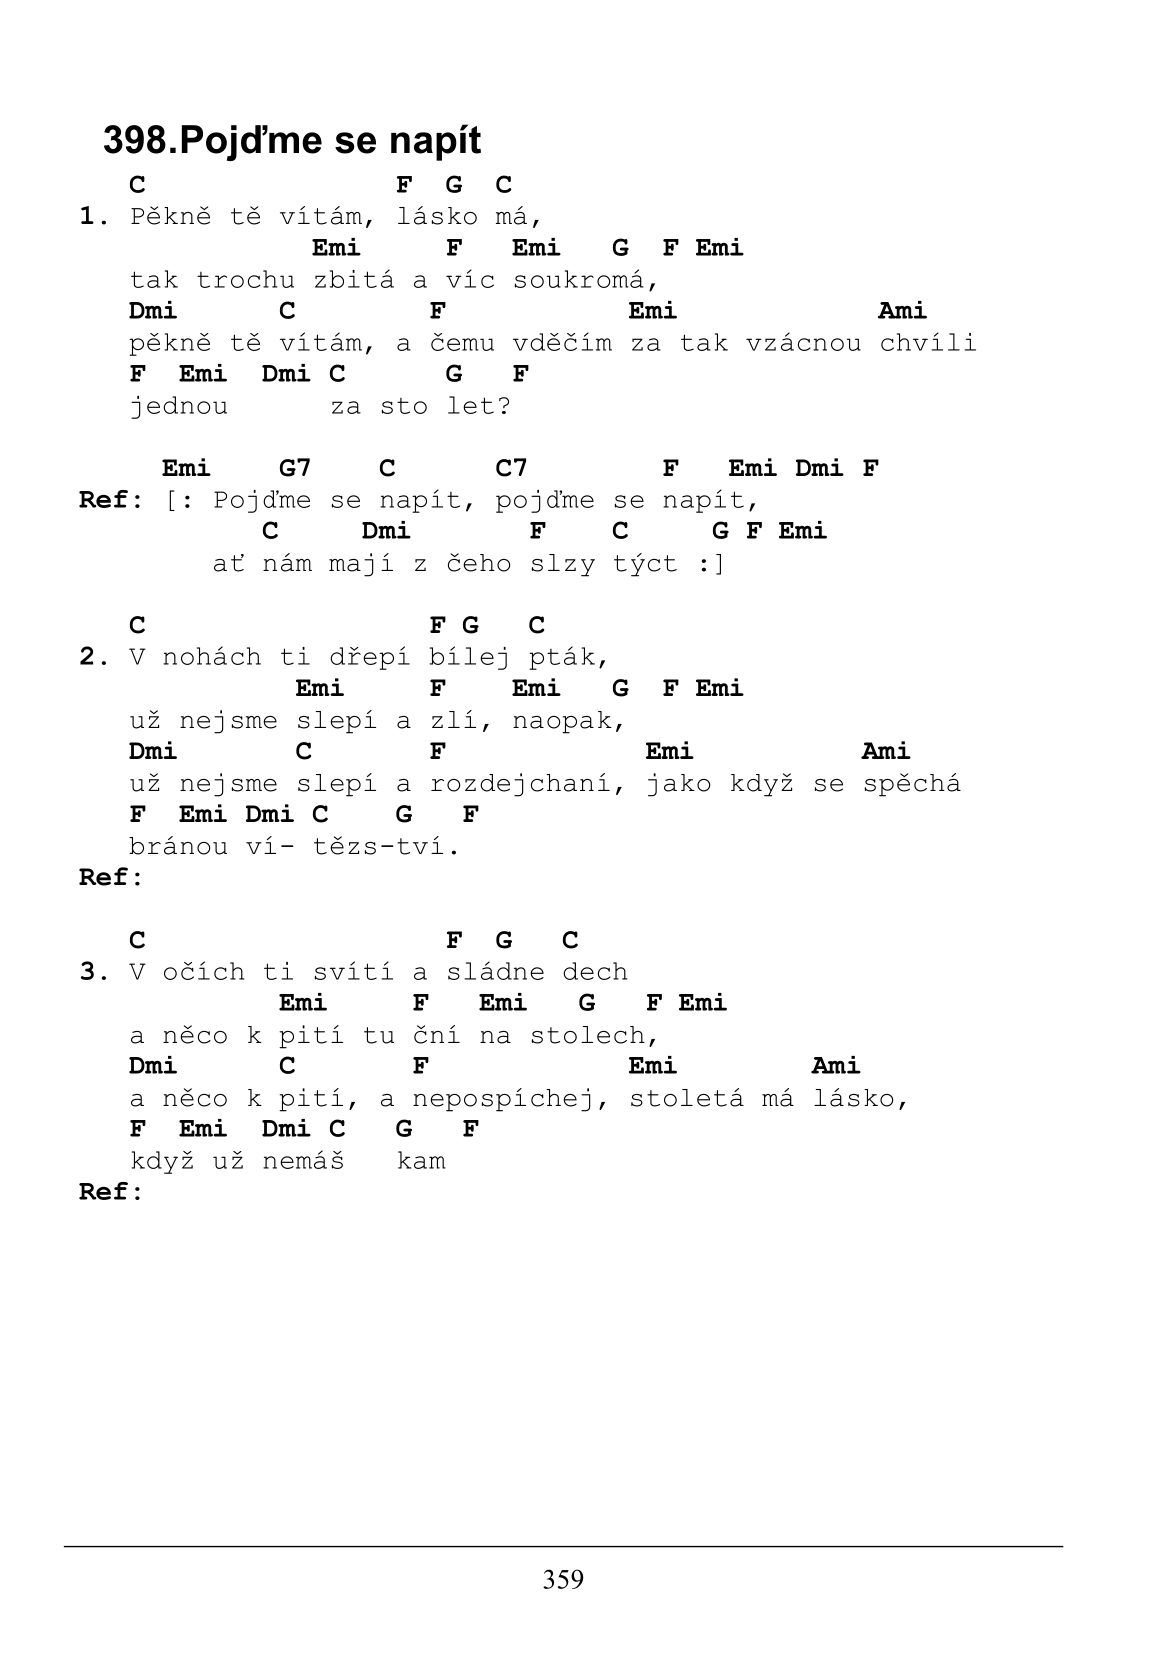 398.Pojďme se napít
   C               F  G  C
1. Pěkně tě vítám, lásko má,
              Emi     F   Emi   G  F Emi
   tak trochu zbitá a víc soukromá,
   Dmi      C        F           Emi            Ami
   pěkně tě vítám, a čemu vděčím za tak vzácnou chvíli
   F  Emi  Dmi C      G   F
   jednou      za sto let?

     Emi    G7    C      C7        F   Emi Dmi F
Ref: [: Pojďme se napít, pojďme se napít,
           C     Dmi       F    C     G F Emi
        ať nám mají z čeho slzy týct :]

   C                 F G   C
2. V nohách ti dřepí bílej pták,
             Emi     F    Emi   G  F Emi
   už nejsme slepí a zlí, naopak,
   Dmi       C       F            Emi          Ami
   už nejsme slepí a rozdejchaní, jako když se spěchá
   F  Emi Dmi C    G   F
   bránou ví- tězs-tví.
Ref:

   C                  F  G   C
3. V očích ti svítí a sládne dech
            Emi     F   Emi   G   F Emi
   a něco k pití tu ční na stolech,
   Dmi      C       F            Emi        Ami
   a něco k pití, a nepospíchej, stoletá má lásko,
   F  Emi  Dmi C   G   F
   když už nemáš   kam
Ref:
359